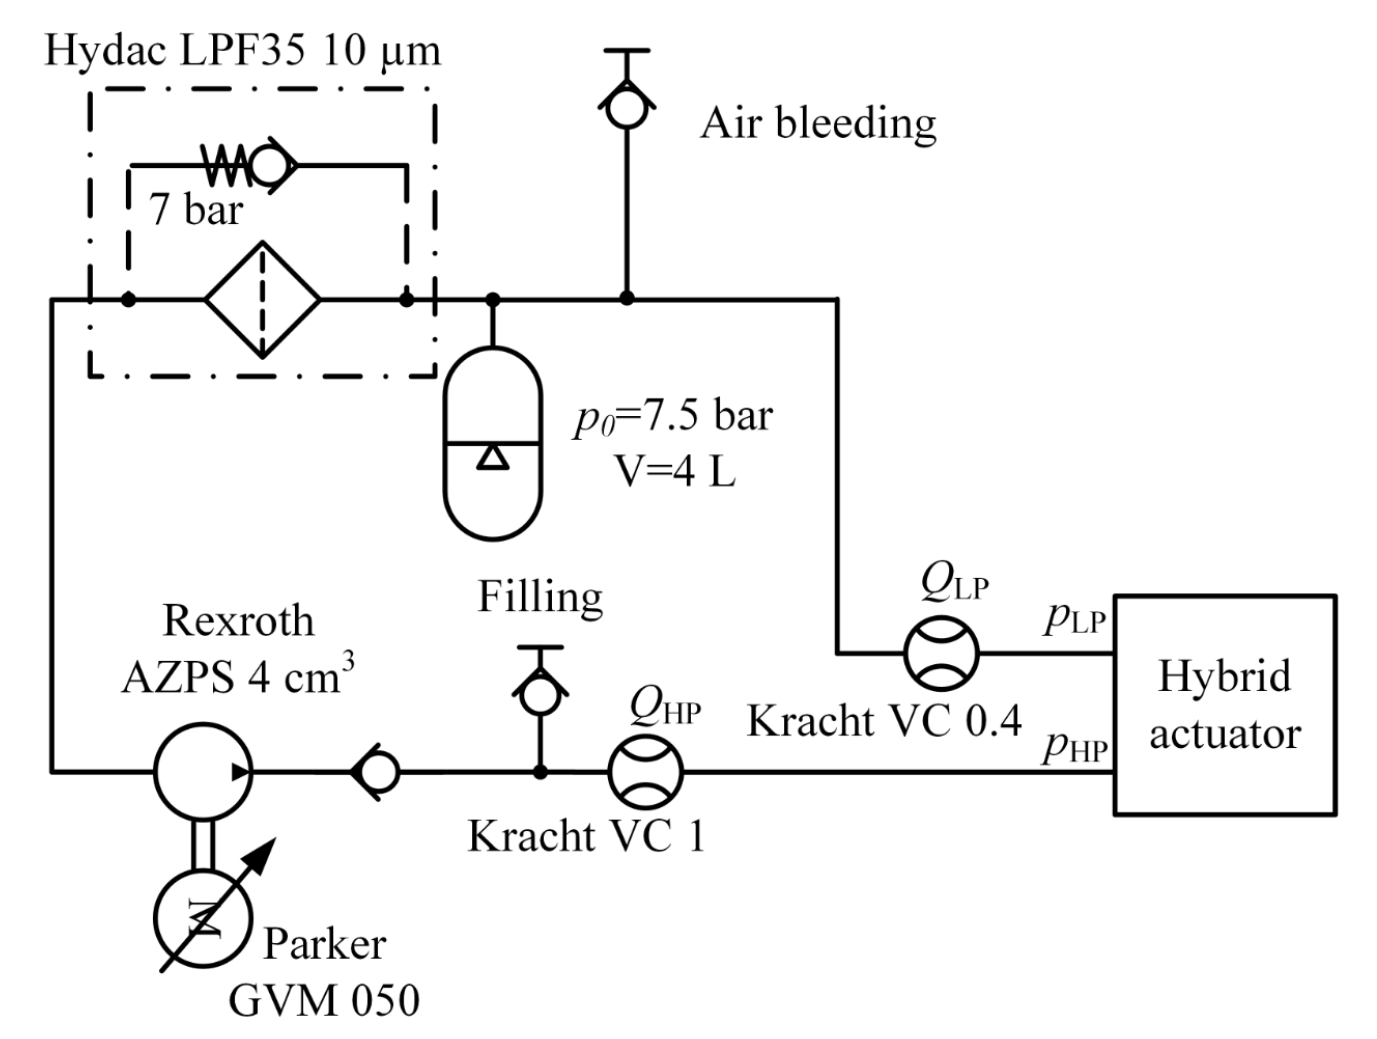 Hydac LPF35 10 µm
Air bleeding
7 bar
p0=7.5 bar
V=4 L
Filling
QLP
pLP
Rexroth
AZPS 4 cm³
Hybrid
actuator
QHP
Kracht VC 0.4
pHP
Kracht VC 1
M
Parker
GVM 050